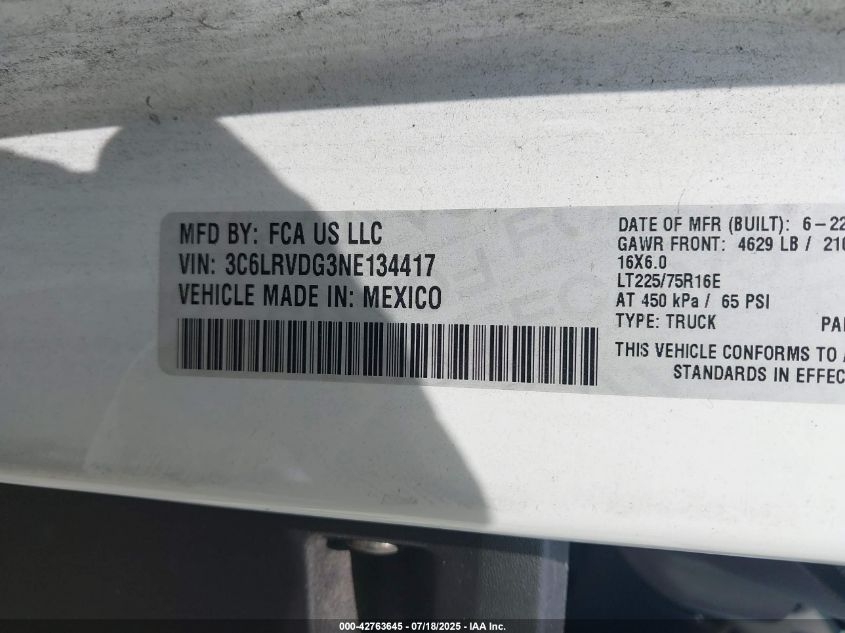 MFD BY: FCA US LLC
VIN: 3C6LRVDG3NE134417
VEHICLE MADE IN: MEXICO
DATE OF MFR (BUILT): 6-22
GAWR FRONT: 4629 LB / 210
16X6.0
LT225/75R16E
AT 450 kPa / 65 PSI
TYPE: TRUCK PAI
THIS VEHICLE CONFORMS TO A
STANDARDS IN EFFEC
000-42763645 - 07/18/2025 - IAA Inc.